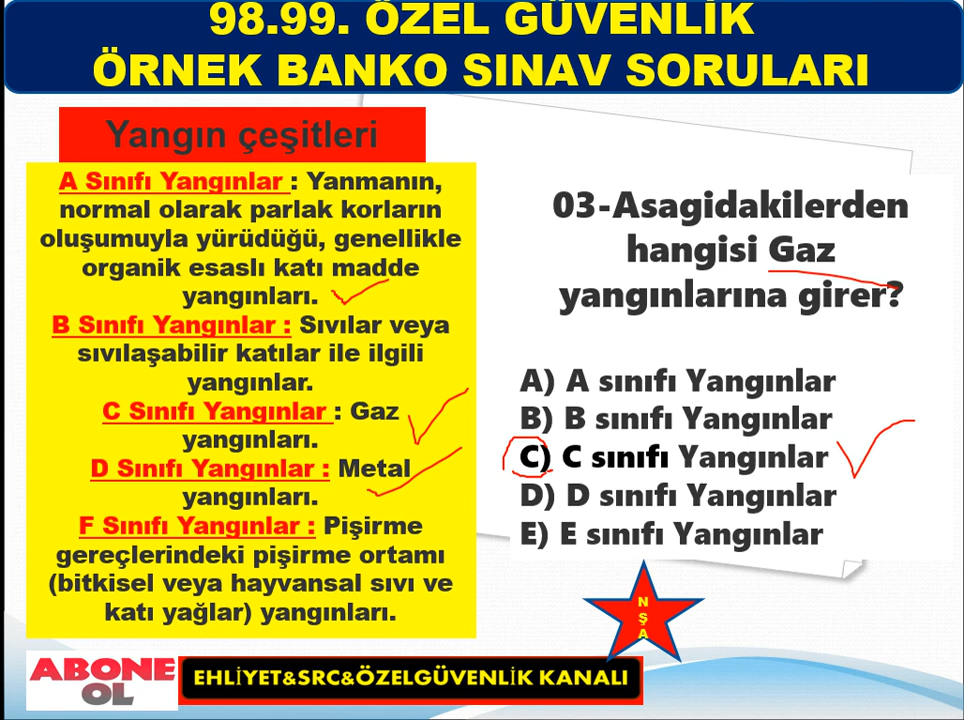 98.99. ÖZEL GÜVENLİK
ÖRNEK BANKO SINAV SORULARI
Yangın çeşitleri
A Sınıfı Yangınlar : Yanmanın,
normal olarak parlak korların
oluşumuyla yürüdüğü, genellikle
organik esaslı katı madde
yangınları.
B Sınıfı Yangınlar : Sıvılar veya
sıvılaşabilir katılar ile ilgili
yangınlar.
C Sınıfı Yangınlar : Gaz
yangınları.
D Sınıfı Yangınlar : Metal
yangınları.
F Sınıfı Yangınlar : Pişirme
gereçlerindeki pişirme ortamı
(bitkisel veya hayvansal sıvı ve
katı yağlar) yangınları.
03-Asagidakilerden
hangisi Gaz
yangınlarına girer?
A) A sınıfı Yangınlar
B) B sınıfı Yangınlar
C) C sınıfı Yangınlar
D) D sınıfı Yangınlar
E) E sınıfı Yangınlar
N
Ş
A
ABONE
OL
EHLİYET&SRC&ÖZELGÜVENLİK KANALI